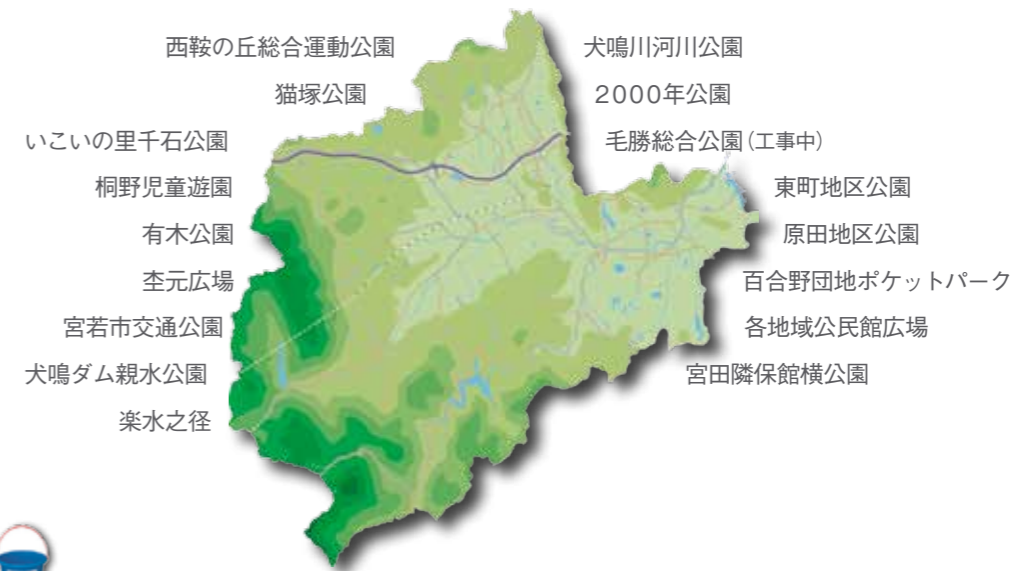 西鞍の丘総合運動公園
猫塚公園
いこいの里千石公園
桐野児童遊園
有木公園
杢元広場
宮若市交通公園
犬鳴ダム親水公園
楽水之径
犬鳴川河川公園
2000年公園
毛勝総合公園(工事中)
東町地区公園
原田地区公園
百合野団地ポケットパーク
各地域公民館広場
宮田隣保館横公園